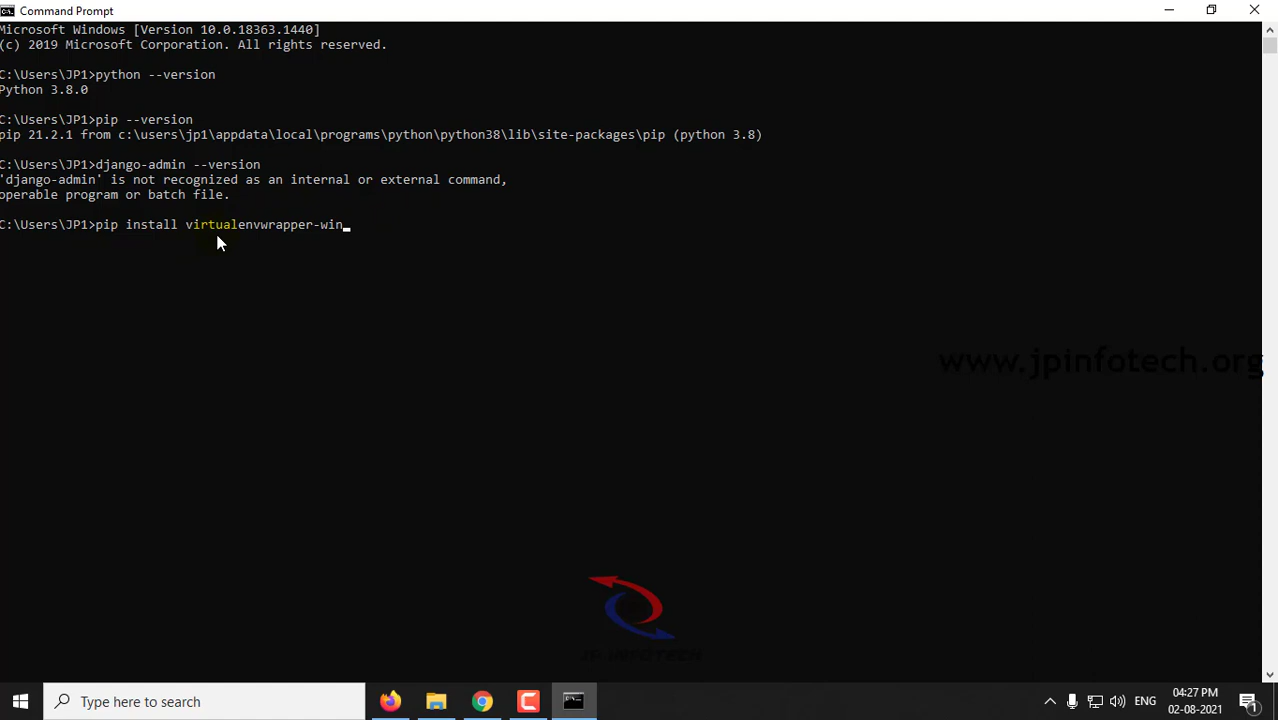 Command Prompt
Microsoft Windows [Version 10.0.18363.1440]
(c) 2019 Microsoft Corporation. All rights reserved.
C:\Users\JP1>python --version
Python 3.8.0
C:\Users\JP1>pip --version
pip 21.2.1 from c:\users\jp1\appdata\local\programs\python\python38\lib\site-packages\pip (python 3.8)
C:\Users\JP1>django-admin --version
'django-admin' is not recognized as an internal or external command,
operable program or batch file.
C:\Users\JP1>pip install virtualenvwrapper-win
www.jpinfotech.org
JP INFOTECH
Type here to search
ENG
04:27 PM
02-08-2021
1